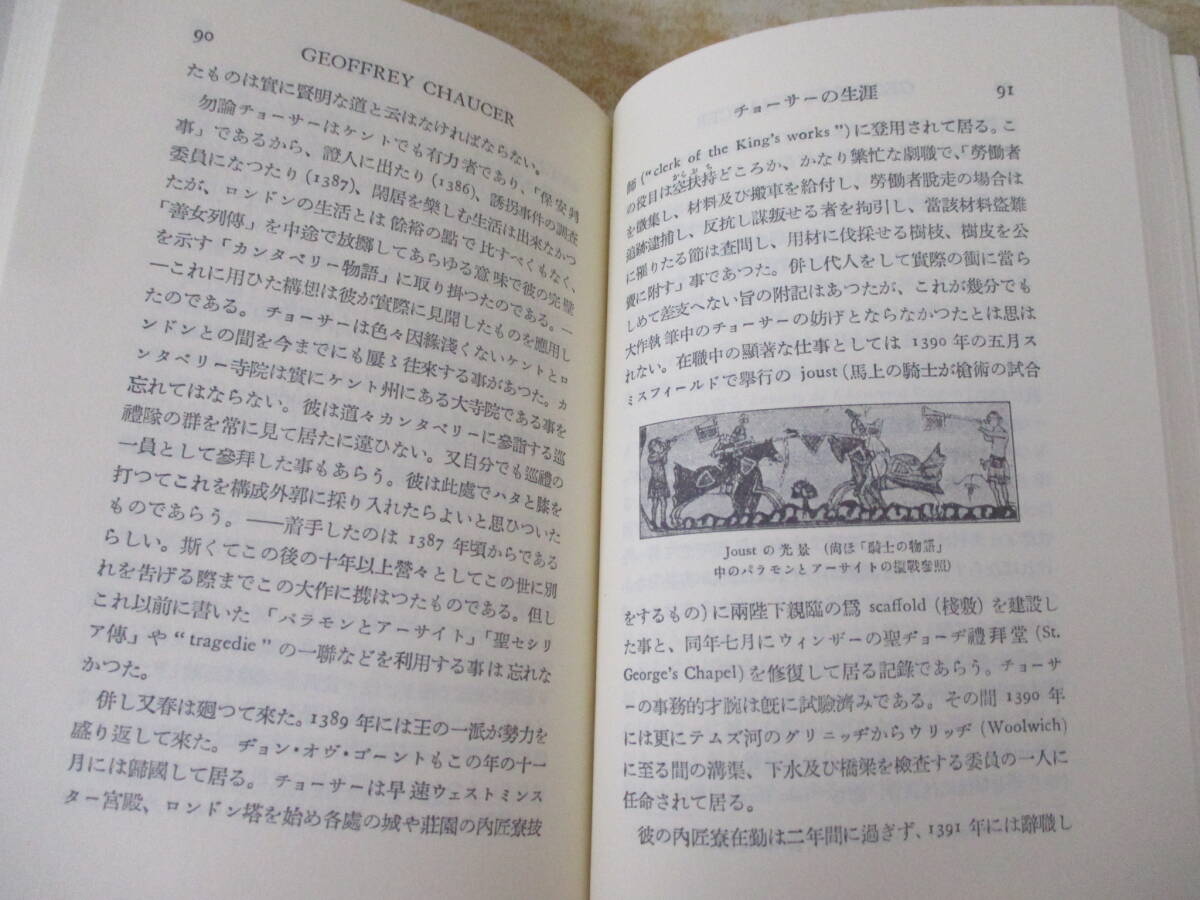 90
GEOFFREY CHAUCER
たものは實に賢明な道と云はなければならない。
勿論チョーサーはケントでも有力者であり、「保安判
事」であるから、證人に出たり (1386)、誘拐事件の調査
委員になつたり (1387)、閑居を樂しむ生活は出來なかつ
たが、ロンドンの生活とは餘裕の點で比すべくもなく、
「善女列傳」を中途で放擲してあらゆる意味で彼の完璧
を示す「カンタベリー物語」に取り掛つたのである。—
—これに用ひた構想は彼が實際に見聞したものを應用し
たのである。チョーサーは色々因緣淺くないケントとロ
ンドンとの間を今までにも屢〻往來する事があつた。カ
ンタベリー寺院は實にケント州にある大寺院である事を
忘れてはならない。彼は道々カンタベリーに參詣する巡
禮隊の群を常に見て居たに違ひない。又自分でも巡禮の
一員として參拜した事もあらう。彼は此處でハタと膝を
打つてこれを構成外郭に採り入れたらよいと思ひついた
ものであらう。——着手したのは 1387 年頃からである
らしい。斯くてこの後の十年以上營々としてこの世に別
れを告げる際までこの大作に携はつたものである。但し
これ以前に書いた「パラモンとアーサイト」「聖セシリ
ア傳」や “tragedie” の一聯などを利用する事は忘れな
かつた。
併し又春は廻つて來た。1389 年には王の一派が勢力を
盛り返して來た。ヂョン・オヴ・ゴーントもこの年の十一
月には歸國して居る。チョーサーは早速ウェストミンス
ター宮殿、ロンドン塔を始め各處の城や莊園の內匠寮技
チョーサーの生涯
91
師 (“clerk of the King's works”) に登用されて居る。こ
の役目は空扶持どころか、かなり繁忙な劇職で、「勞働者
を徵集し、材料及び搬車を給付し、勞働者脫走の場合は
追跡逮捕し、反抗し謀叛せる者を拘引し、當該材料盜難
に罹りたる節は查問し、用材に伐採せる樹枝、樹皮を公
賣に附す」事であつた。併し代人をして實際の衝に當ら
しめて差支へない旨の附記はあつたが、これが幾分でも
大作執筆中のチョーサーの妨げとならなかつたとは思は
れない。在職中の顯著な仕事としては 1390 年の五月ス
ミスフィールドで擧行の joust (馬上の騎士が槍術の試合
Joust の光景 (尙ほ「騎士の物語」
中のパラモンとアーサイトの激戰參照)
をするもの) に兩陛下親臨の爲 scaffold (棧敷) を建設し
た事と、同年七月にウィンザーの聖ヂョーヂ禮拜堂 (St.
George's Chapel) を修復して居る記錄であらう。チョーサ
ーの事務的才腕は旣に試驗濟みである。その間 1390 年
には更にテムズ河のグリニッヂからウリッヂ (Woolwich)
に至る間の溝渠、下水及び橋梁を檢査する委員の一人に
任命されて居る。
彼の內匠寮在勤は二年間に過ぎず、1391 年には辭職し